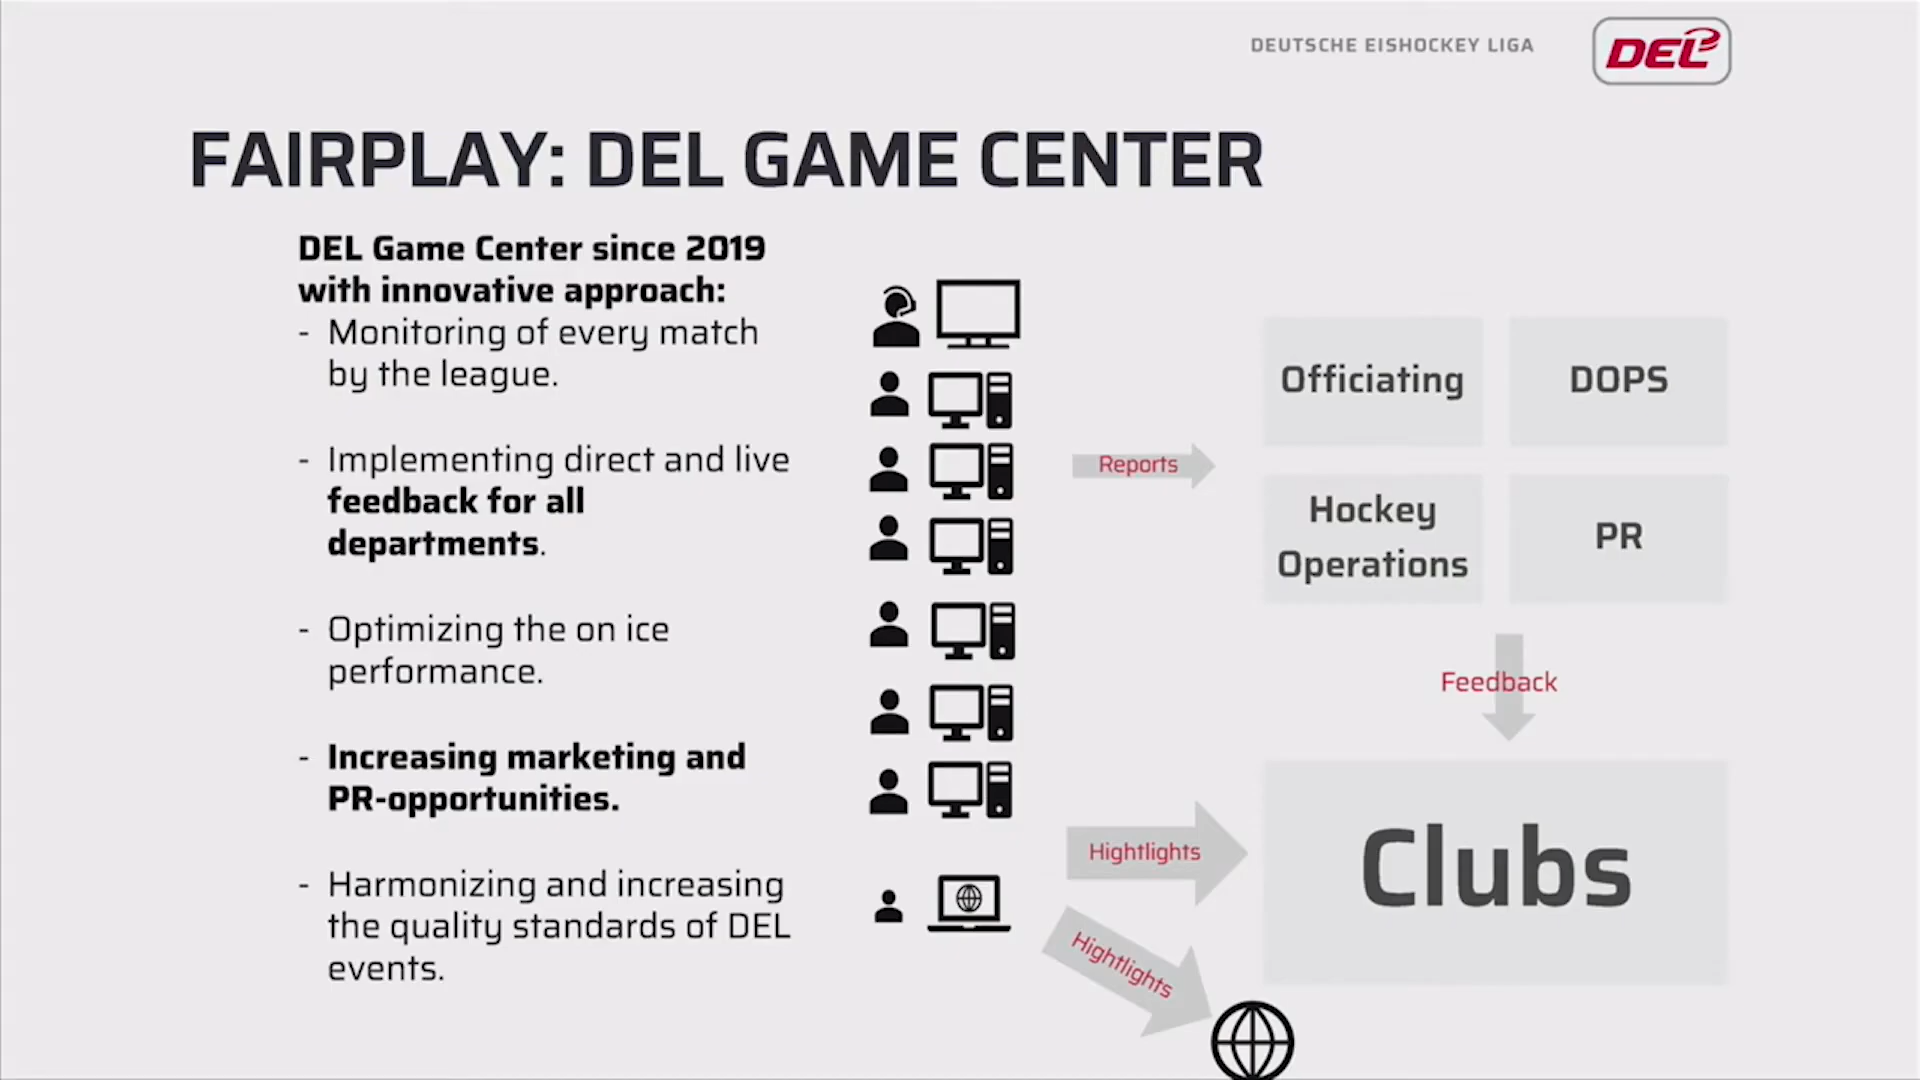 DEUTSCHE EISHOCKEY LIGA
DEL
FAIRPLAY: DEL GAME CENTER
DEL Game Center since 2019
with innovative approach:
- Monitoring of every match
by the league.
- Implementing direct and live
feedback for all
departments.
- Optimizing the on ice
performance.
- Increasing marketing and
PR-opportunities.
- Harmonizing and increasing
the quality standards of DEL
events.
Reports
Officiating
DOPS
Hockey
Operations
PR
Feedback
Hightlights
Clubs
Hightlights